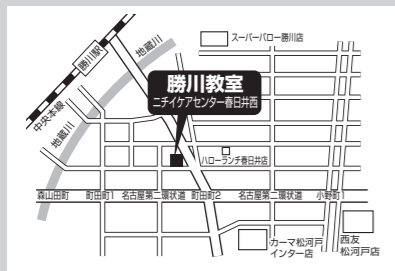 スーパーバロー勝川店
地蔵川
勝川駅
勝川教室
ニチイケアセンター春日井西
中央本線
地蔵川
ハローランチ春日井店
森山田町 町田町1 名古屋第二環状道 町田町2 名古屋第二環状道 小野町1
カーマ松河戸
インター店
西友
松河戸店